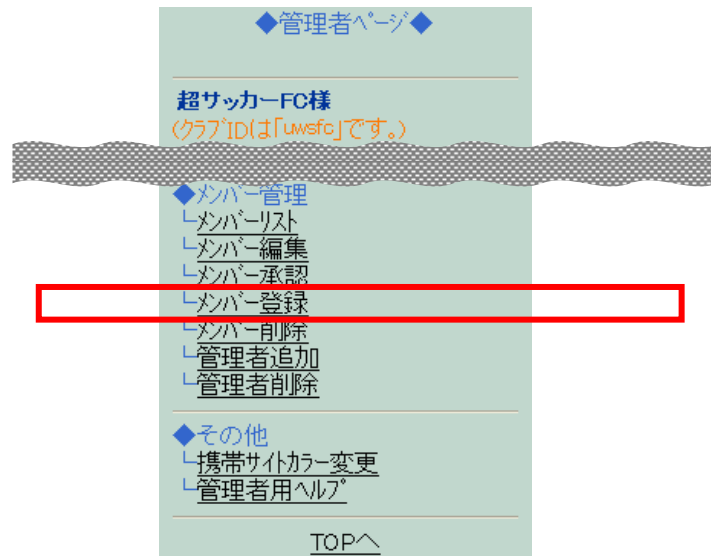 ◆管理者ﾍﾟｰｼﾞ◆
超サッカーFC様
(ｸﾗﾌﾞIDは｢uwsfc｣です。)
◆ﾒﾝﾊﾞｰ管理
└ﾒﾝﾊﾞｰﾘｽﾄ
└ﾒﾝﾊﾞｰ編集
└ﾒﾝﾊﾞｰ承認
└ﾒﾝﾊﾞｰ登録
└ﾒﾝﾊﾞｰ削除
└管理者追加
└管理者削除
◆その他
└携帯ｻｲﾄｶﾗｰ変更
└管理者用ﾍﾙﾌﾟ
TOPへ